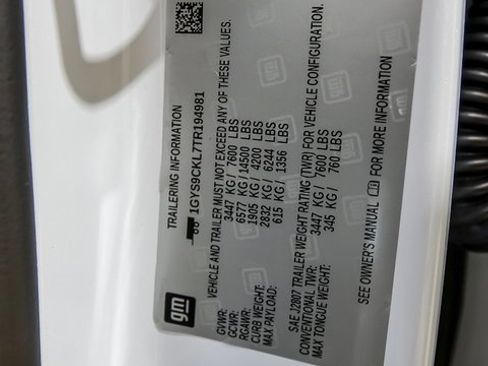 gm
TRAILERING INFORMATION
1GYS9CKL7TR194981
VEHICLE AND TRAILER MUST NOT EXCEED ANY OF THESE VALUES.
GVWR: 3447 KG/ 7600 LBS
GCWR: 6577 KG/14500 LBS
RGAWR: 1905 KG/ 4200 LBS
CURB WEIGHT: 2832 KG/ 6244 LBS
MAX PAYLOAD: 615 KG/ 1356 LBS
SAE J2807 TRAILER WEIGHT RATING (TWR) FOR VEHICLE CONFIGURATION.
CONVENTIONAL TWR: 3447 KG/ 7600 LBS
MAX TONGUE WEIGHT: 345 KG/ 760 LBS
SEE OWNER'S MANUAL FOR MORE INFORMATION